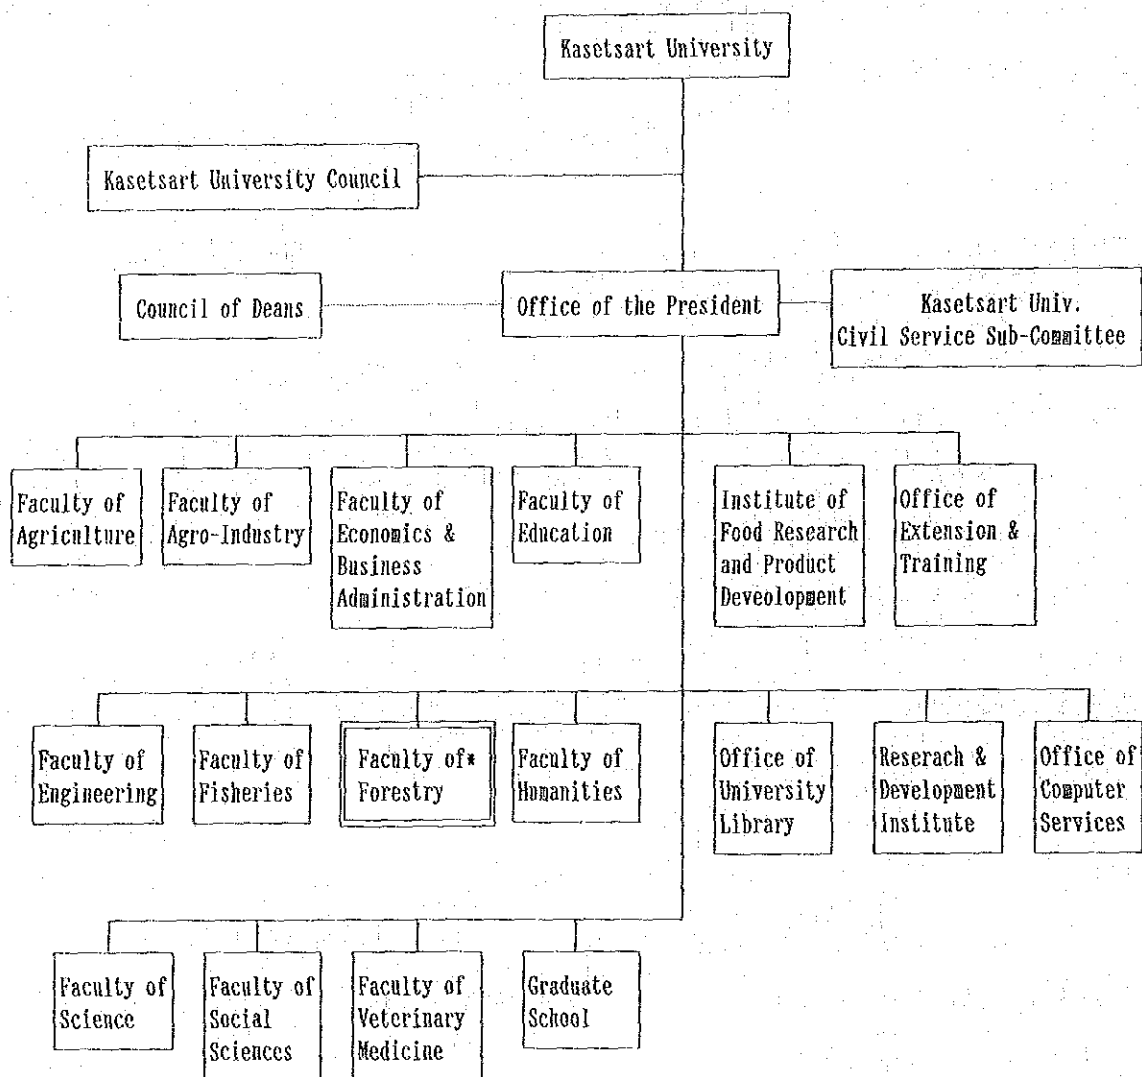 Kasetsart University
Kasetsart University Council
Council of Deans
Office of the President
Kasetsart Univ.
Civil Service Sub-Committee
Faculty of
Agriculture
Faculty of
Agro-Industry
Faculty of
Economics &
Business
Administration
Faculty of
Education
Institute of
Food Research
and Product
Deveolopment
Office of
Extension &
Training
Faculty of
Engineering
Faculty of
Fisheries
Faculty of*
Forestry
Faculty of
Humanities
Office of
University
Library
Reserach &
Development
Institute
Office of
Computer
Services
Faculty of
Science
Faculty of
Social
Sciences
Faculty of
Veterinary
Medicine
Graduate
School